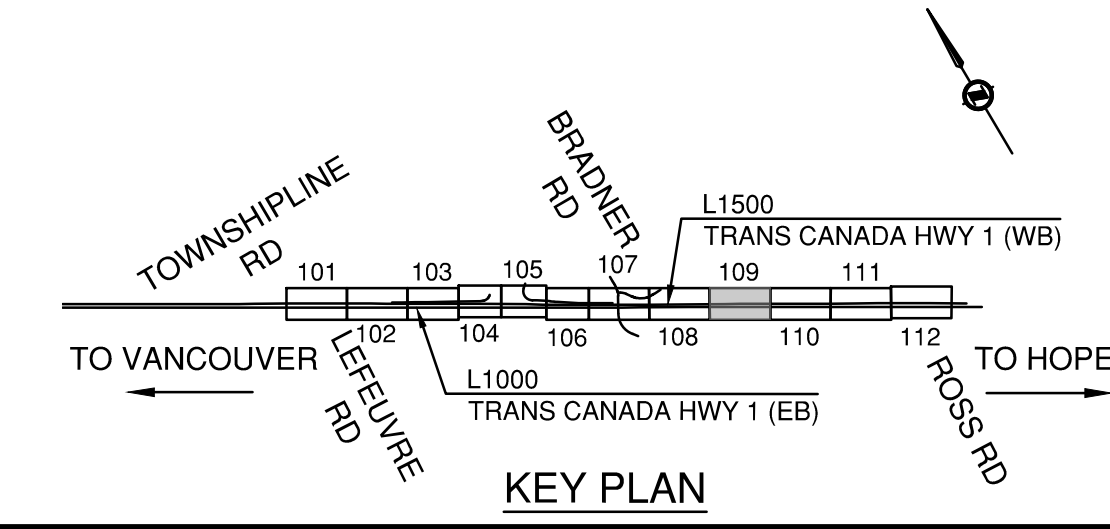 TOWNSHIPLINE
RD
BRADNER
RD
L1500
TRANS CANADA HWY 1 (WB)
101
103
105
107
109
111
102
104
106
108
110
112
TO VANCOUVER
LEFEUVRE
RD
L1000
TRANS CANADA HWY 1 (EB)
ROSS RD
TO HOPE
KEY PLAN